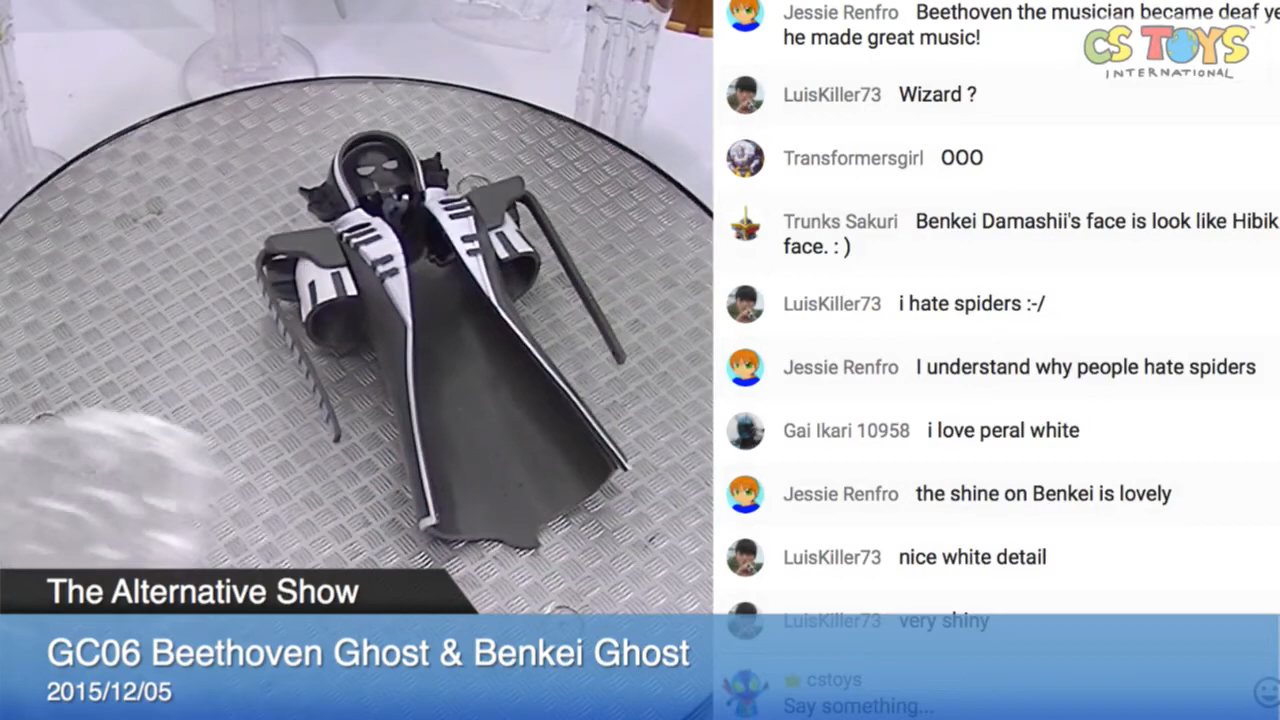 Jessie Renfro Beethoven the musician became deaf ye
he made great music!
CS TOYS
INTERNATIONAL
LuisKiller73 Wizard ?
Transformersgirl OOO
Trunks Sakuri Benkei Damashii's face is look like Hibik
face. : )
LuisKiller73 i hate spiders :-/
Jessie Renfro I understand why people hate spiders
Gai Ikari 10958 i love peral white
Jessie Renfro the shine on Benkei is lovely
LuisKiller73 nice white detail
LuisKiller73 very shiny
cstoys
Say something...
The Alternative Show
GC06 Beethoven Ghost & Benkei Ghost
2015/12/05